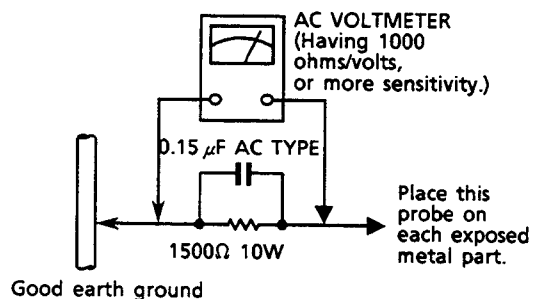 AC VOLTMETER
(Having 1000
ohms/volts,
or more sensitivity.)
0.15 μF AC TYPE
1500Ω 10W
Place this
probe on
each exposed
metal part.
Good earth ground